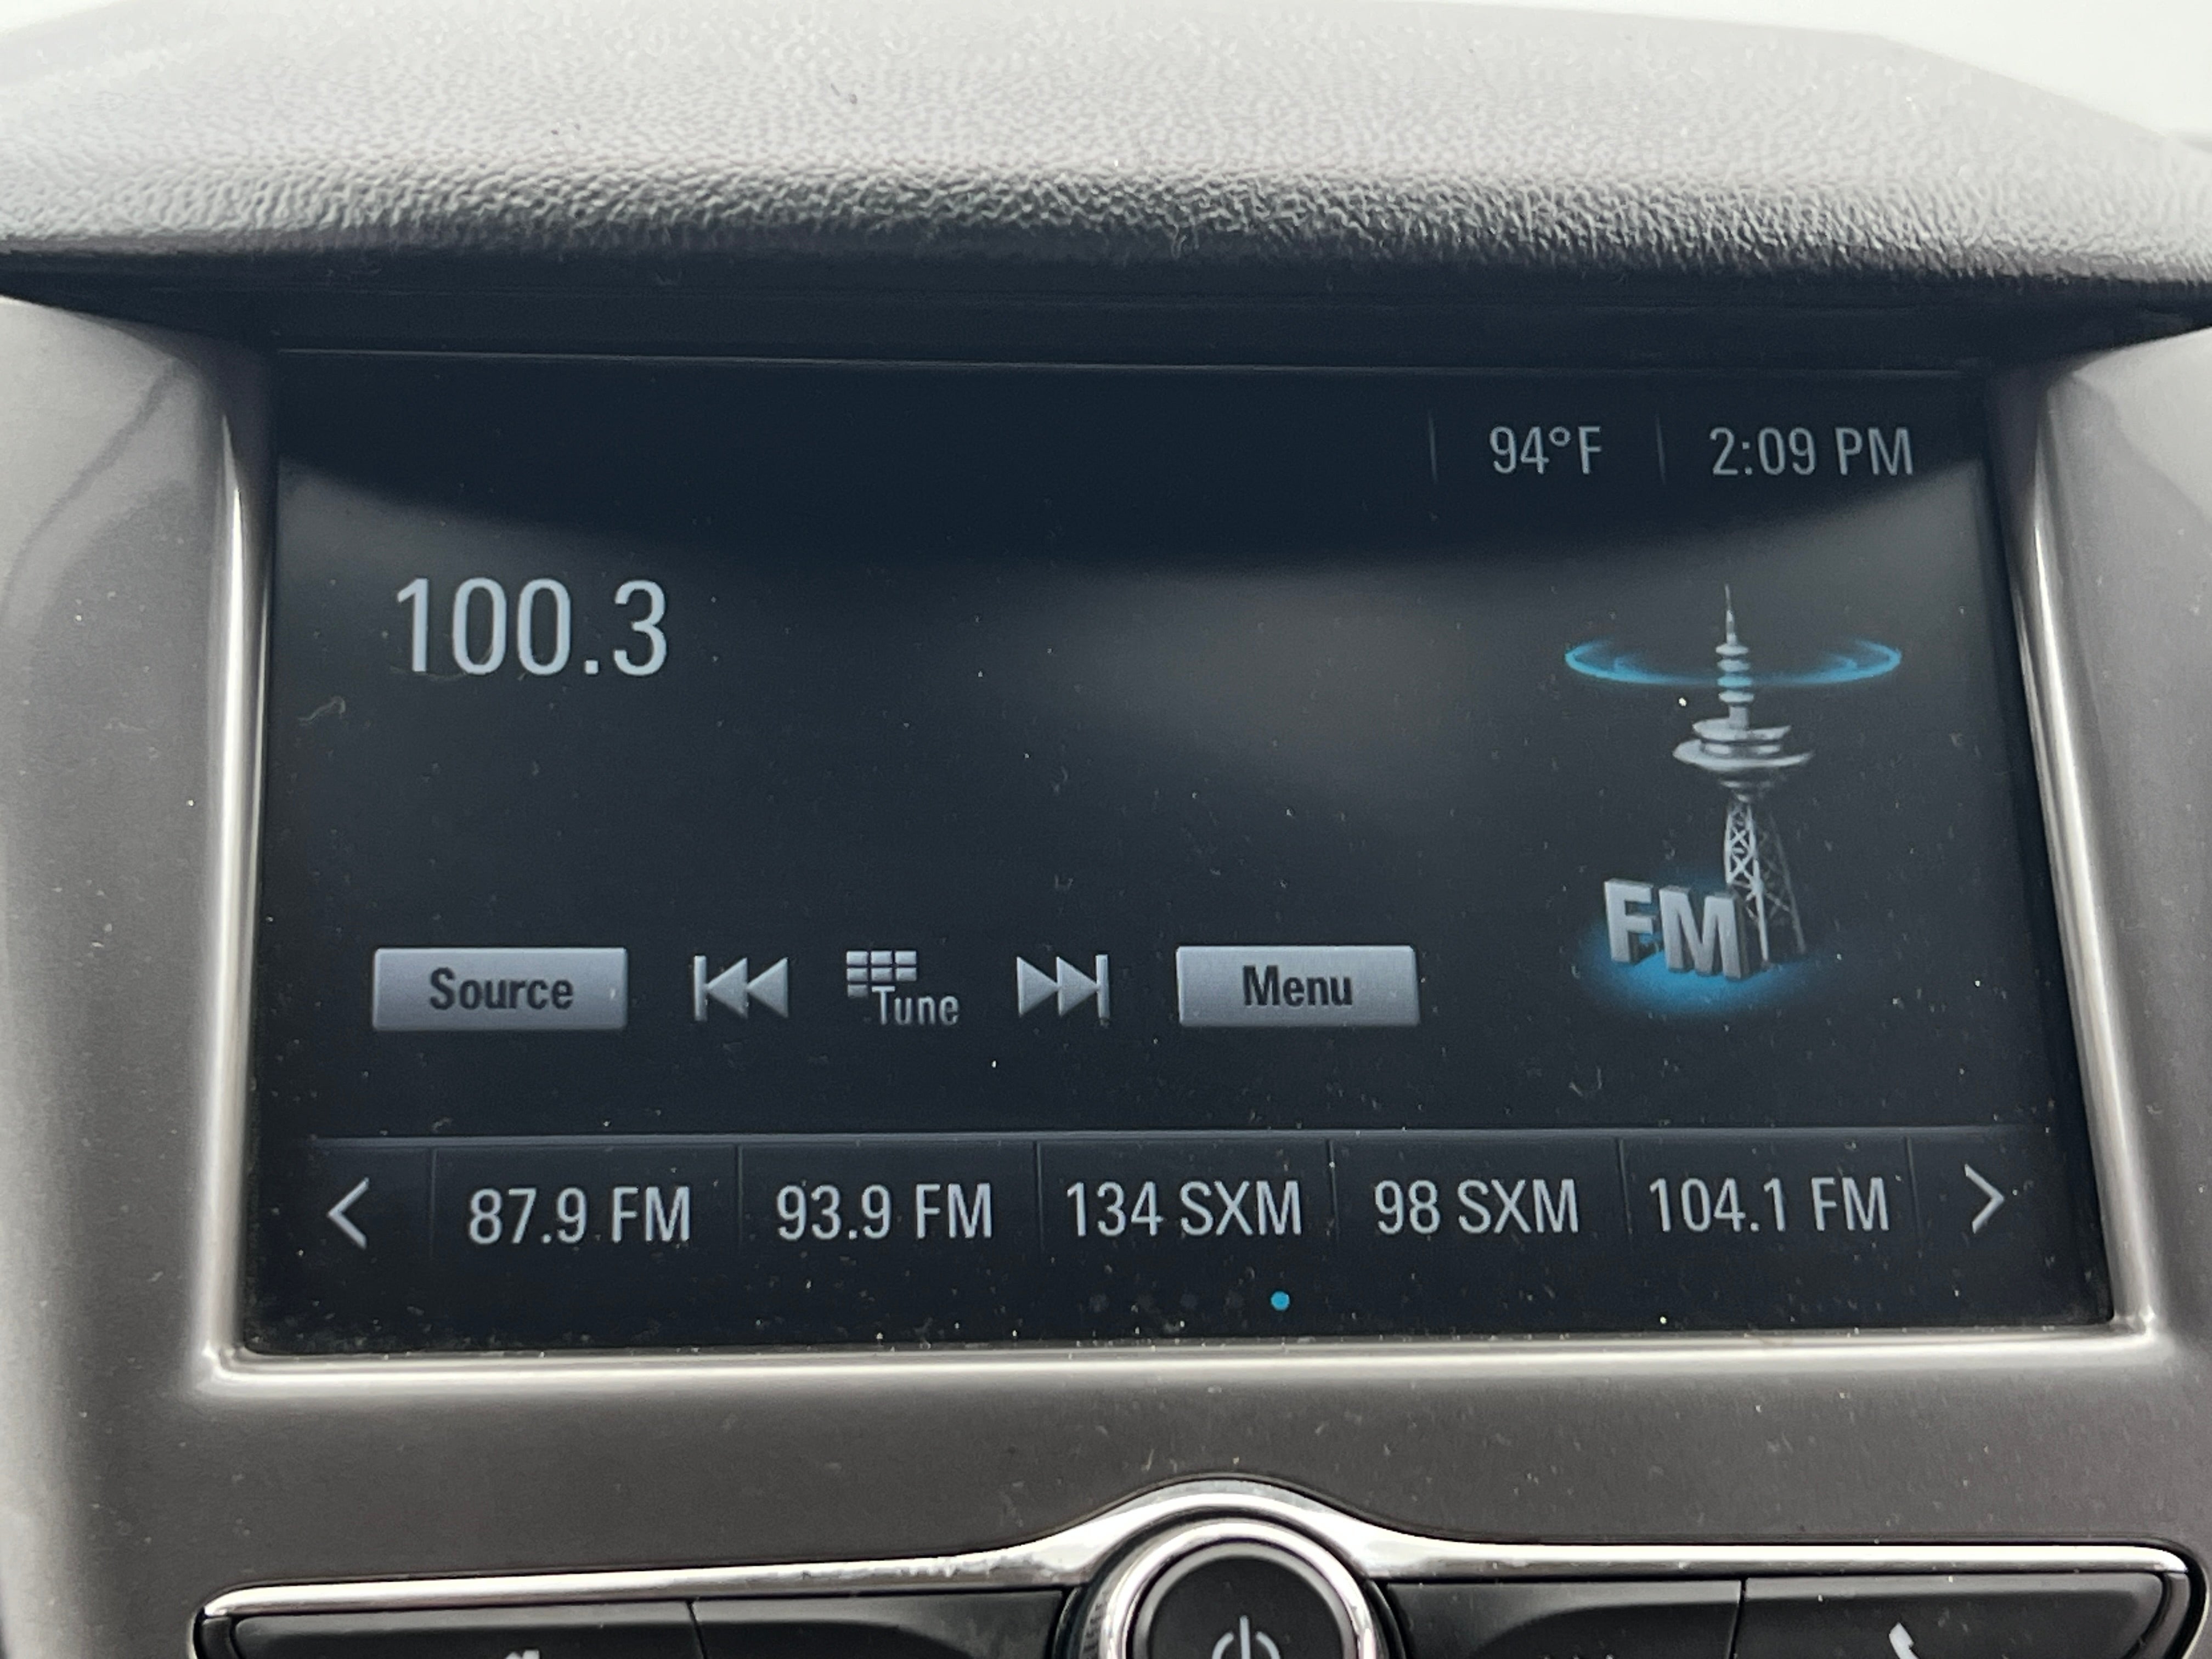 94°F 2:09 PM
100.3
FM
Source Tune Menu
87.9 FM 93.9 FM 134 SXM 98 SXM 104.1 FM